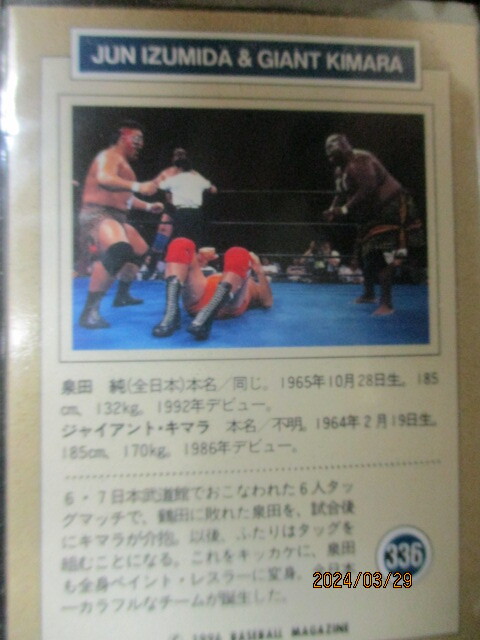 JUN IZUMIDA & GIANT KIMARA
泉田 純(全日本)本名／同じ。1965年10月28日生。185
cm、132kg。1992年デビュー。
ジャイアント・キマラ 本名／不明。1964年2月19日生。
185cm、170kg。1986年デビュー。
6・7日本武道館でおこなわれた6人タッ
グマッチで、鶴田に敗れた泉田を、試合後
にキマラが介抱。以後、ふたりはタッグを
組むことになる。これをキッカケに、泉田
も全身ペイント・レスラーに変身。全日本
一カラフルなチームが誕生した。
336
2024/03/29
© 1996 BASEBALL MAGAZINE